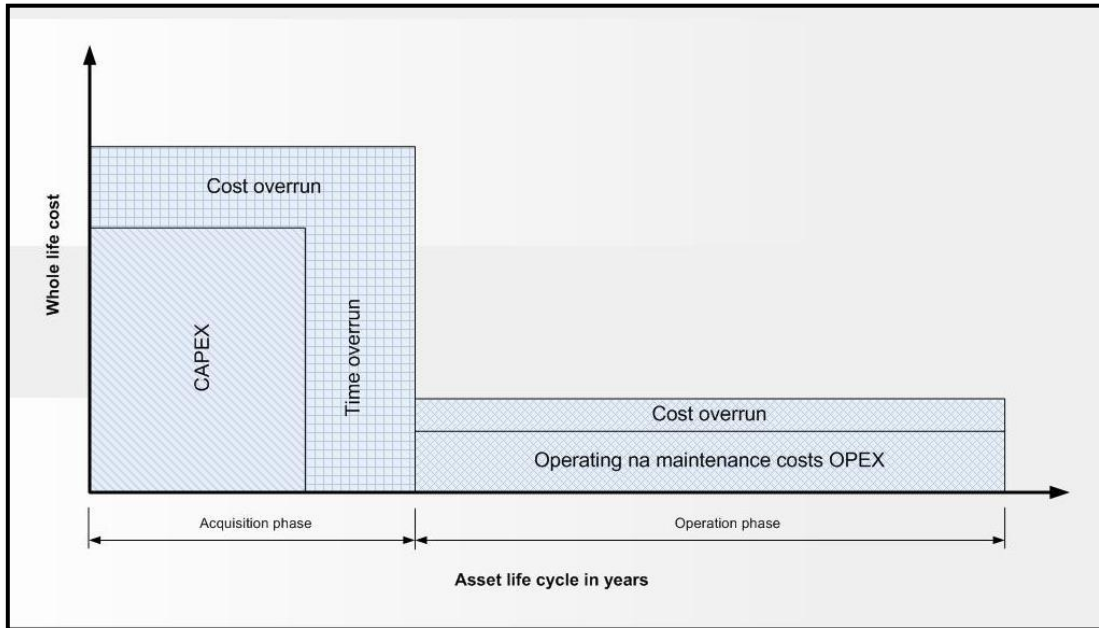 Whole life cost
Cost overrun
CAPEX
Time overrun
Cost overrun
Operating na maintenance costs OPEX
Acquisition phase
Operation phase
Asset life cycle in years